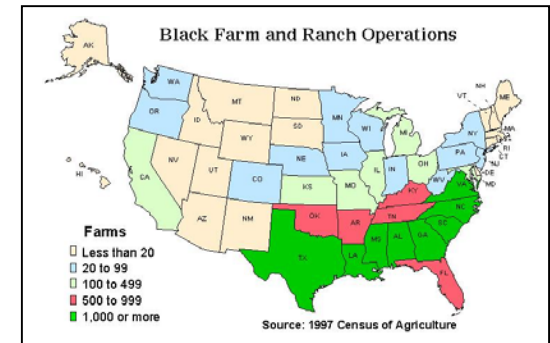 Black Farm and Ranch Operations
AK
WA
OR
CA
ID
NV
MT
WY
UT
AZ
CO
NM
ND
SD
NE
KS
OK
TX
MN
IA
MO
AR
LA
WI
IL
MI
IN
OH
KY
TN
MS
AL
GA
FL
SC
NC
VA
WV
PA
NY
VT
NH
ME
MA
RI
CT
NJ
DE
MD
HI
Farms
Less than 20
20 to 99
100 to 499
500 to 999
1,000 or more
Source: 1997 Census of Agriculture